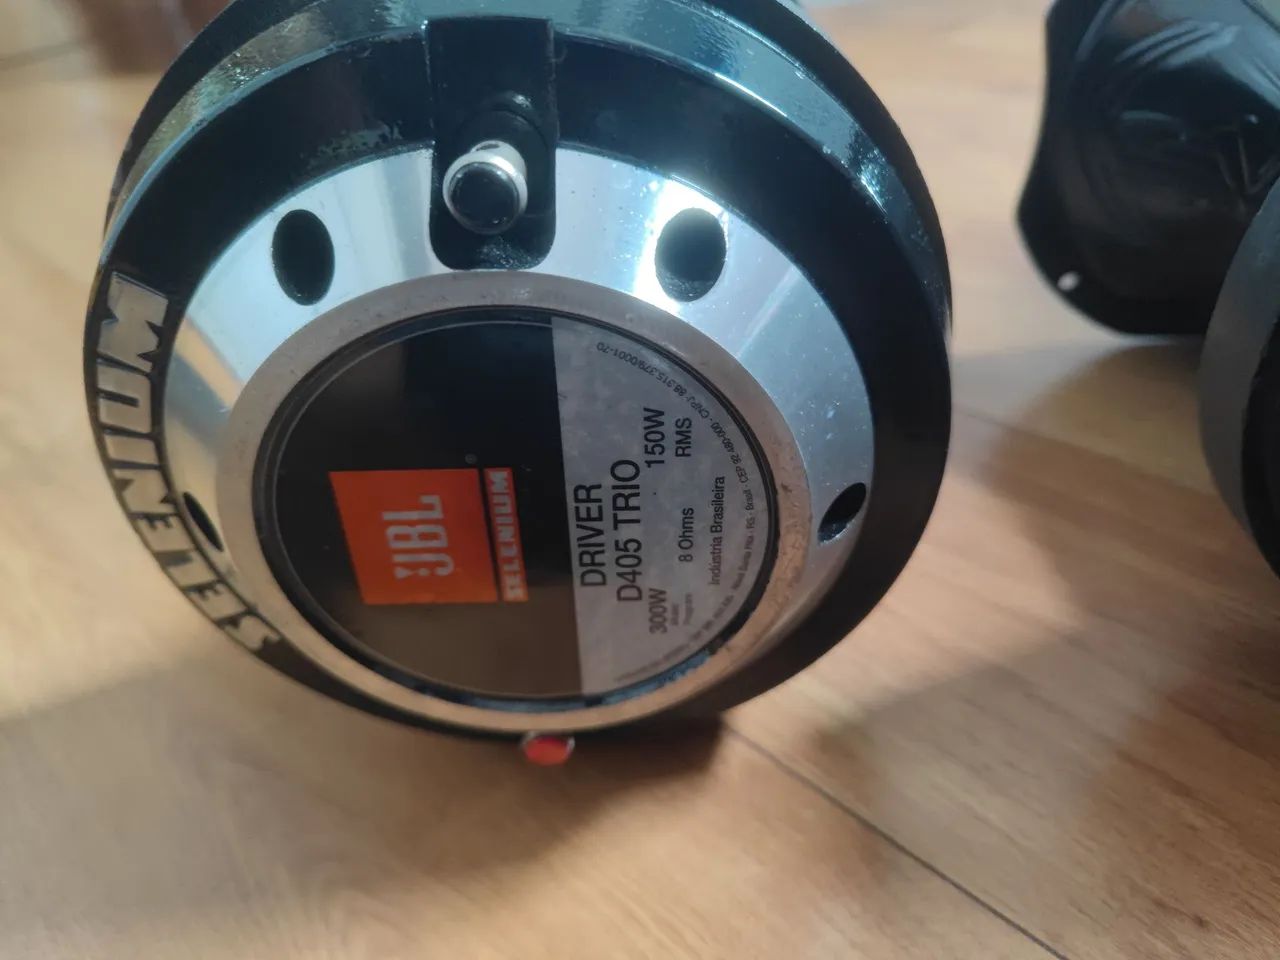 SELENIUM
JBL
®
SELENIUM
DRIVER
D405 TRIO
300W
150W
RMS
8 Ohms
Indústria Brasileira